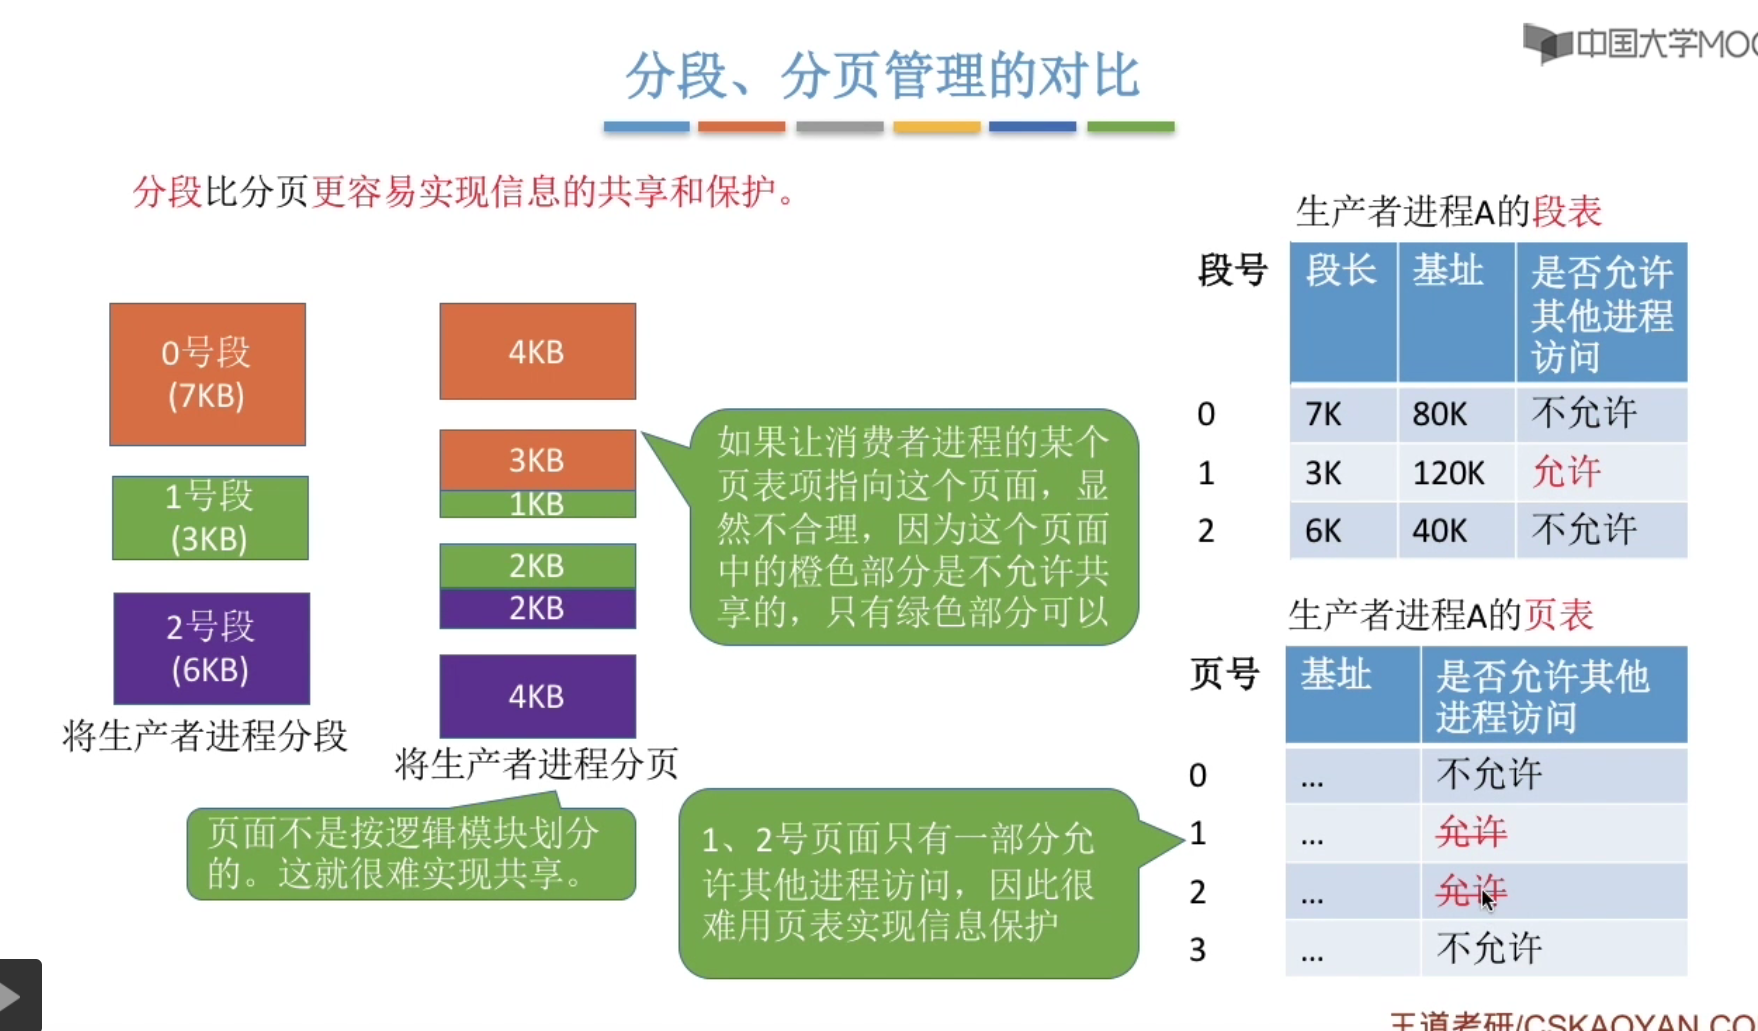 中国大学MOO
分段、分页管理的对比
分段比分页更容易实现信息的共享和保护。
0号段
(7KB)
1号段
(3KB)
2号段
(6KB)
将生产者进程分段
4KB
3KB
1KB
2KB
2KB
4KB
将生产者进程分页
页面不是按逻辑模块划分
的。这就很难实现共享。
如果让消费者进程的某个
页表项指向这个页面，显
然不合理，因为这个页面
中的橙色部分是不允许共
享的，只有绿色部分可以
1、2号页面只有一部分允
许其他进程访问，因此很
难用页表实现信息保护
生产者进程A的段表
段号 段长 基址 是否允许
其他进程
访问
0 7K 80K 不允许
1 3K 120K 允许
2 6K 40K 不允许
生产者进程A的页表
页号 基址 是否允许其他
进程访问
0 ... 不允许
1 ... 允许
2 ... 允许
3 ... 不允许
王道考研/CSKAOYAN.CO